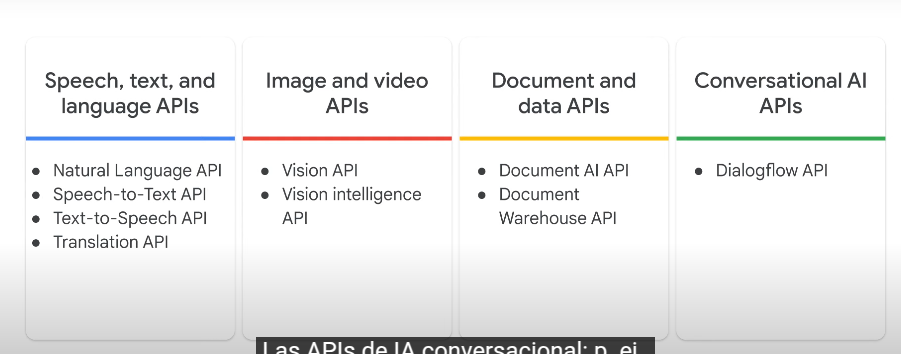 Speech, text, and
language APIs
Natural Language API
Speech-to-Text API
Text-to-Speech API
Translation API
Image and video
APIs
Vision API
Vision intelligence
API
Document and
data APIs
Document AI API
Document
Warehouse API
Conversational AI
APIs
Dialogflow API
Las APIs de IA conversacional: p. ej.